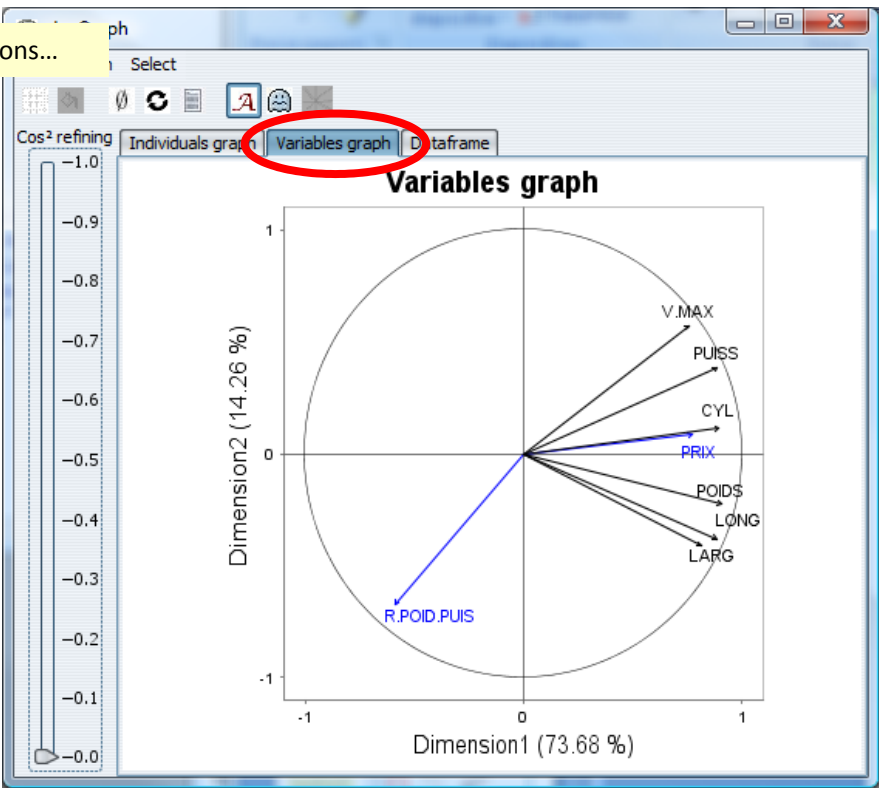 ph
ons...
Select
Cos² refining
Individuals graph
Variables graph
Dataframe
Variables graph
−1.0
−0.9
−0.8
−0.7
−0.6
−0.5
−0.4
−0.3
−0.2
−0.1
−0.0
Dimension2 (14.26 %)
1
0
-1
V.MAX
PUISS
CYL
PRIX
POIDS
LONG
LARG
R.POID.PUIS
-1
0
1
Dimension1 (73.68 %)